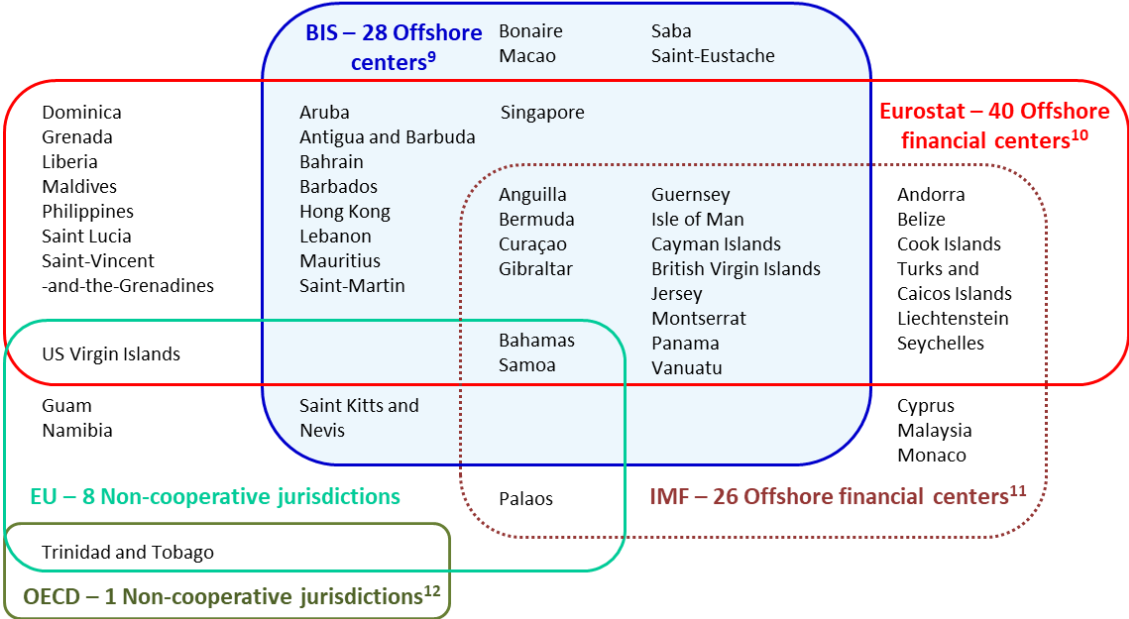 BIS – 28 Offshore
centers⁹
Bonaire
Macao
Saba
Saint-Eustache
Dominica
Grenada
Liberia
Maldives
Philippines
Saint Lucia
Saint-Vincent
-and-the-Grenadines
Aruba
Antigua and Barbuda
Bahrain
Barbados
Hong Kong
Lebanon
Mauritius
Saint-Martin
Singapore
Eurostat – 40 Offshore
financial centers¹⁰
Anguilla
Bermuda
Curaçao
Gibraltar
Guernsey
Isle of Man
Cayman Islands
British Virgin Islands
Jersey
Montserrat
Panama
Vanuatu
Andorra
Belize
Cook Islands
Turks and
Caicos Islands
Liechtenstein
Seychelles
US Virgin Islands
Bahamas
Samoa
Guam
Namibia
Saint Kitts and
Nevis
Cyprus
Malaysia
Monaco
EU – 8 Non-cooperative jurisdictions
Palaos
IMF – 26 Offshore financial centers¹¹
Trinidad and Tobago
OECD – 1 Non-cooperative jurisdictions¹²